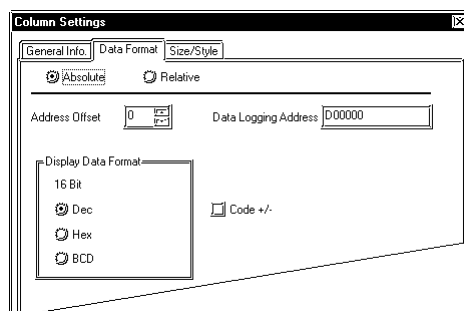 Column Settings
General Info. Data Format Size/Style
Absolute Relative
Address Offset 0 Data Logging Address D00000
Display Data Format
16 Bit
Dec Code +/-
Hex
BCD